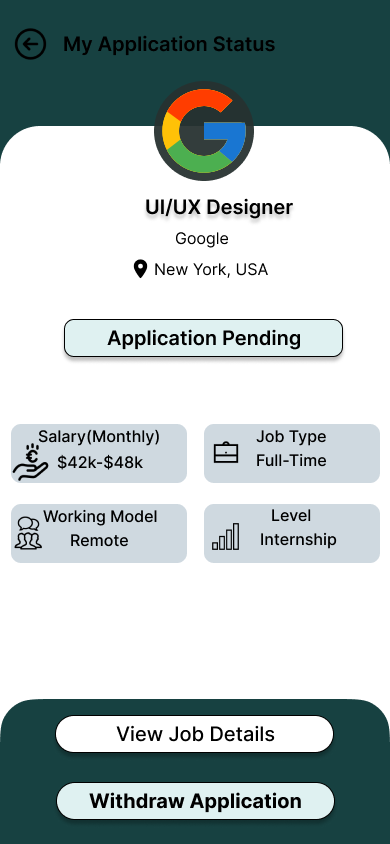 My Application Status
UI/UX Designer
Google
New York, USA
Application Pending
Salary(Monthly)
$42k-$48k
Job Type
Full-Time
Working Model
Remote
Level
Internship
View Job Details
Withdraw Application